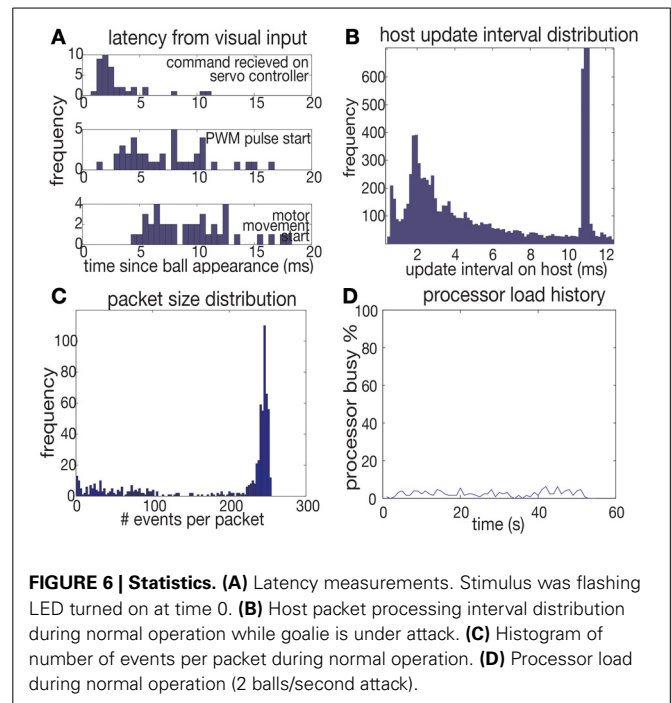 A latency from visual input
10
5
0
command recieved on
servo controller
0 5 10 15 20
frequency
5
0
PWM pulse start
0 5 10 15 20
4
2
0
motor
movement
start
0 5 10 15 20
time since ball appearance (ms)
B host update interval distribution
frequency
600
500
400
300
200
100
2 4 6 8 10 12
update interval on host (ms)
C packet size distribution
frequency
100
80
60
40
20
0
0 100 200 300
# events per packet
D processor load history
processor busy %
100
80
60
40
20
0
0 20 40 60
time (s)
FIGURE 6 | Statistics. (A) Latency measurements. Stimulus was flashing
LED turned on at time 0. (B) Host packet processing interval distribution
during normal operation while goalie is under attack. (C) Histogram of
number of events per packet during normal operation. (D) Processor load
during normal operation (2 balls/second attack).